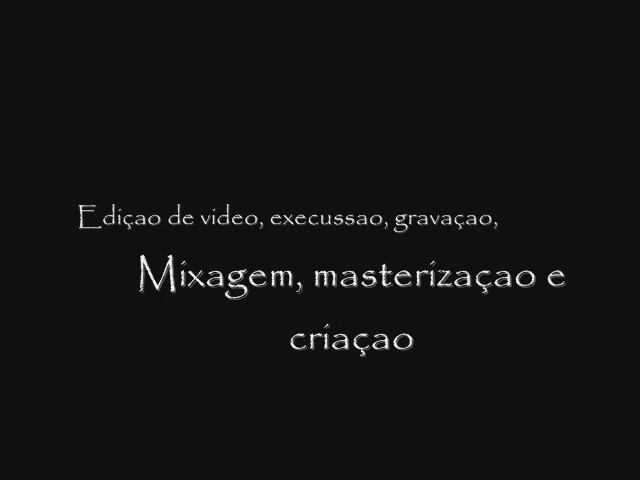 Ediçao de video, execussao, gravaçao,
Mixagem, masterizaçao e
criaçao